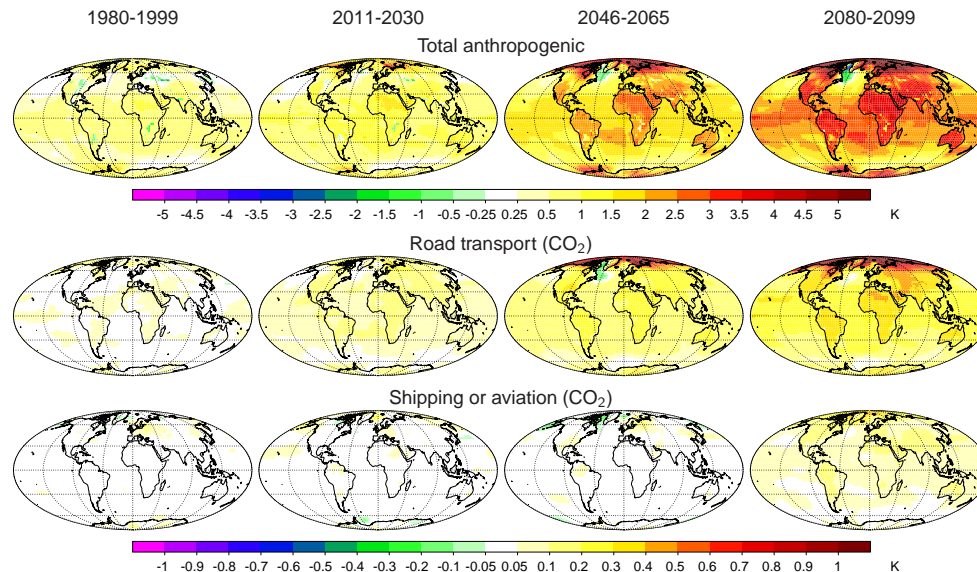 1980-1999 2011-2030 2046-2065 2080-2099
Total anthropogenic
-5 -4.5 -4 -3.5 -3 -2.5 -2 -1.5 -1 -0.5 -0.25 0.25 0.5 1 1.5 2 2.5 3 3.5 4 4.5 5 K
Road transport (CO₂)
Shipping or aviation (CO₂)
-1 -0.9 -0.8 -0.7 -0.6 -0.5 -0.4 -0.3 -0.2 -0.1 -0.05 0.05 0.1 0.2 0.3 0.4 0.5 0.6 0.7 0.8 0.9 1 K